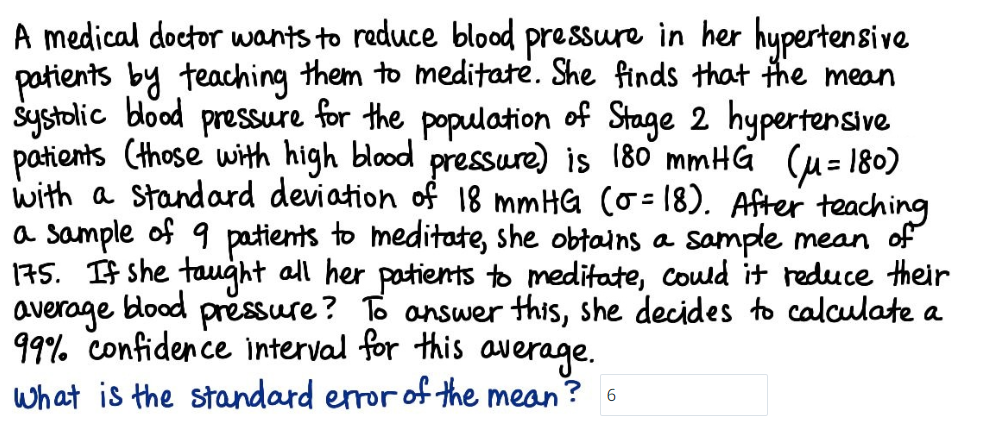 A medical doctor wants to reduce blood pressure in her hypertensive
patients by teaching them to meditate. She finds that the mean
systolic blood pressure for the population of Stage 2 hypertensive
patients (those with high blood pressure) is 180 mmHG (μ=180)
with a standard deviation of 18 mmHG (σ=18). After teaching
a sample of 9 patients to meditate, she obtains a sample mean of
175. If she taught all her patients to meditate, could it reduce their
average blood pressure? To answer this, she decides to calculate a
99% confidence interval for this average.
What is the standard error of the mean? 6